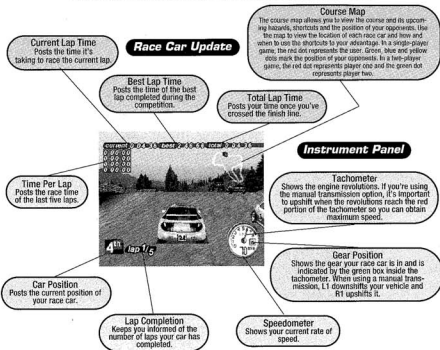 Course Map
The course map allows you to view the course and its upcom-
ing hazards, shortcuts and the position of your opponents. Use
the map to view the location of each race car and how and
when to use the shortcuts to your advantage. In a single-player
game, the red dot represents the user. Green, blue and yellow
dots mark the position of your opponents. In a two-player
game, the red dot represents player one and the green dot
represents player two.
Current Lap Time
Posts the time it's
taking to race the current lap.
Race Car Update
Best Lap Time
Posts the time of the best
lap completed during the
competition.
Total Lap Time
Posts your time once you've
crossed the finish line.
current 0:04:36 best 2:35:56 total 0:04:36
Instrument Panel
Time Per Lap
Posts the race time
of the last five laps.
Tachometer
Shows the engine revolutions. If you're using
the manual transmission option, it's important
to upshift when the revolutions reach the red
portion of the tachometer so you can obtain
maximum speed.
Gear Position
Shows the gear your race car is in and is
indicated by the green box inside the
tachometer. When using a manual trans-
mission, L1 downshifts your vehicle and
R1 upshifts it.
4th lap 1/5
Car Position
Posts the current position of
your race car.
Lap Completion
Keeps you informed of the
number of laps your car has
completed.
Speedometer
Shows your current rate of
speed.